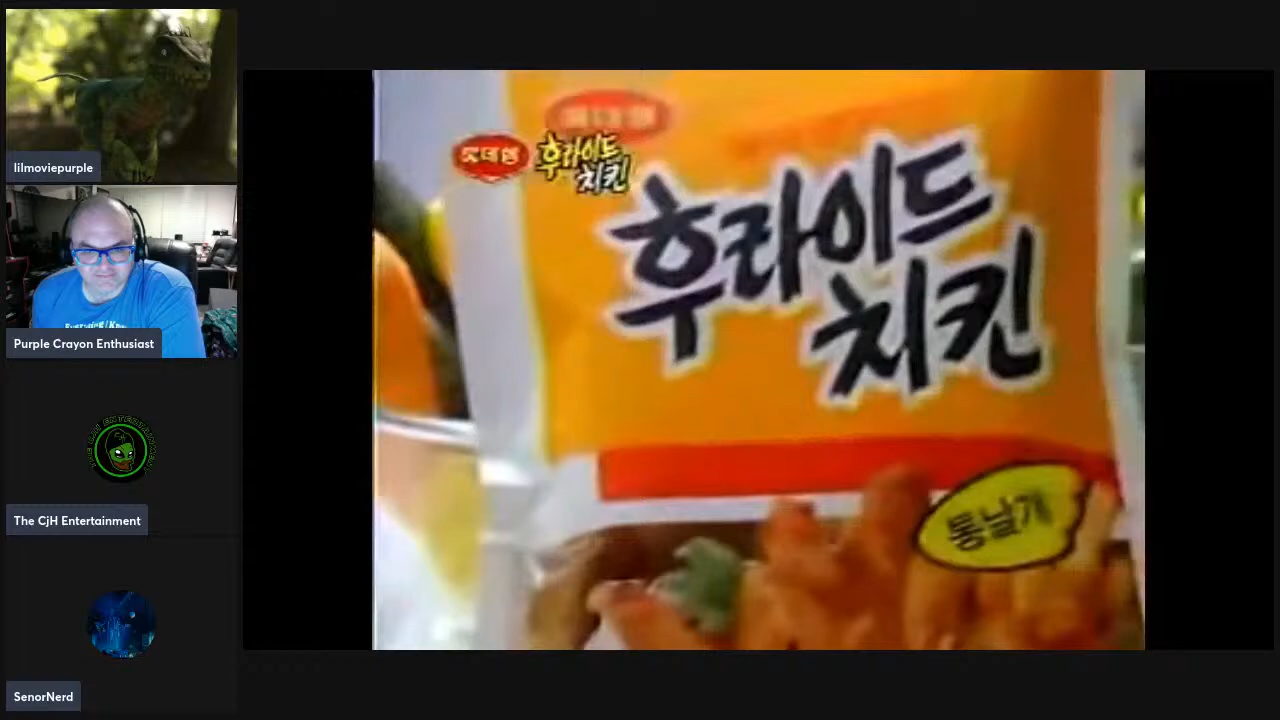 lilmoviepurple
Purple Crayon Enthusiast
The CjH Entertainment
SenorNerd
롯데햄
후라이드
치킨
후라이드
치킨
통날개